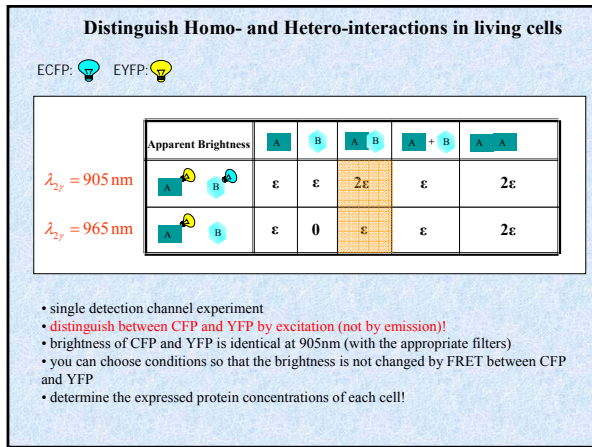 Distinguish Homo- and Hetero-interactions in living cells
ECFP: EYFP:
Apparent Brightness A B A B A + B A A
λ2γ = 905 nm A B ε ε 2ε ε 2ε
λ2γ = 965 nm A B ε 0 ε ε 2ε
• single detection channel experiment
• distinguish between CFP and YFP by excitation (not by emission)!
• brightness of CFP and YFP is identical at 905nm (with the appropriate filters)
• you can choose conditions so that the brightness is not changed by FRET between CFP
and YFP
• determine the expressed protein concentrations of each cell!